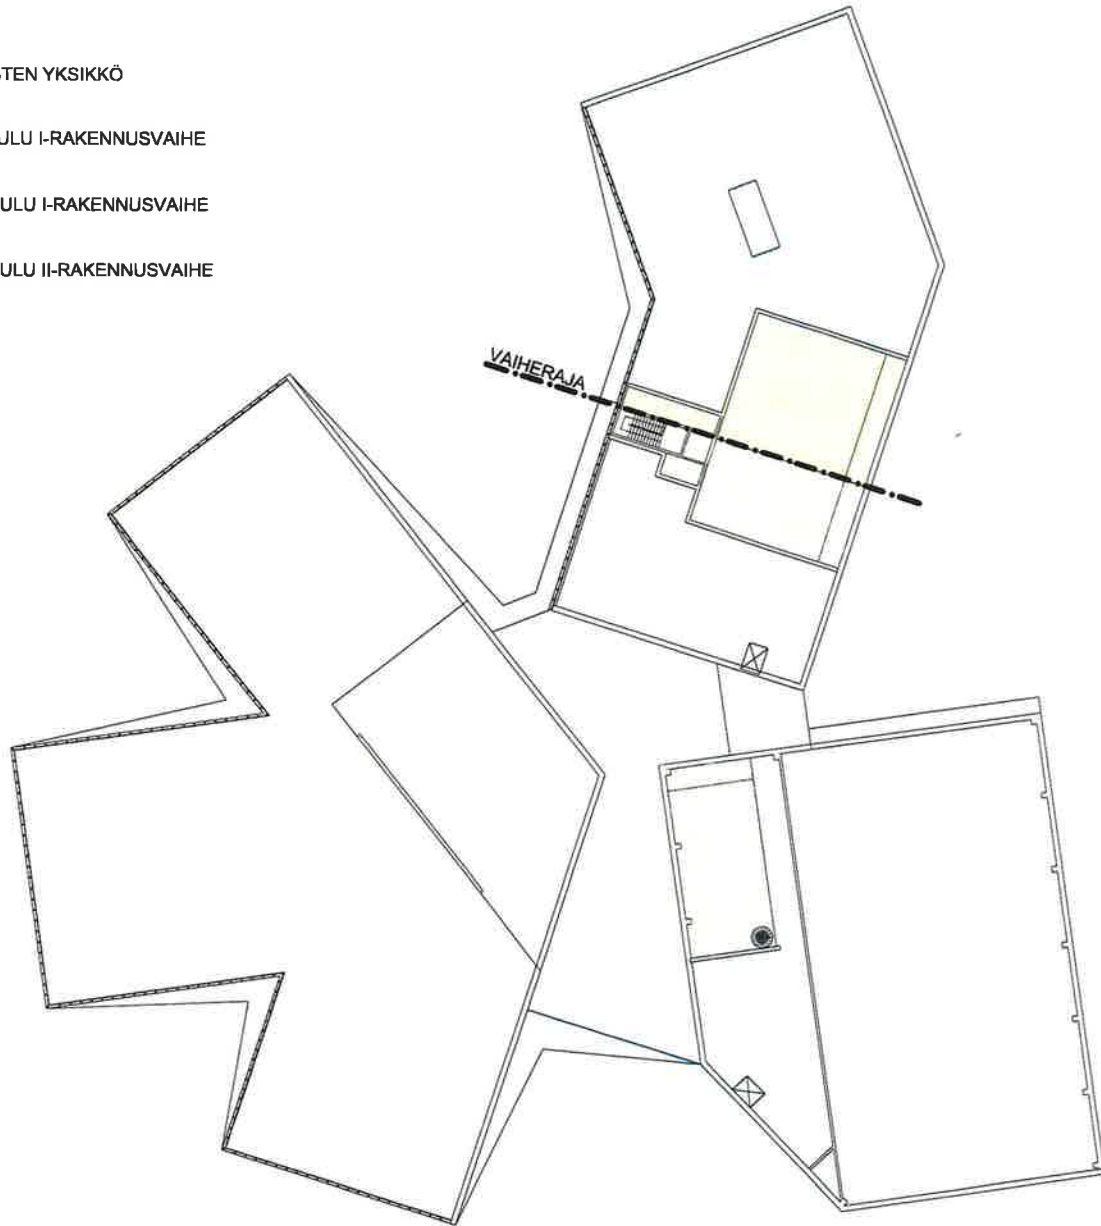 STEN YKSIKKÖ
ULU I-RAKENNUSVAIHE
ULU I-RAKENNUSVAIHE
ULU II-RAKENNUSVAIHE
VAIHERAJA